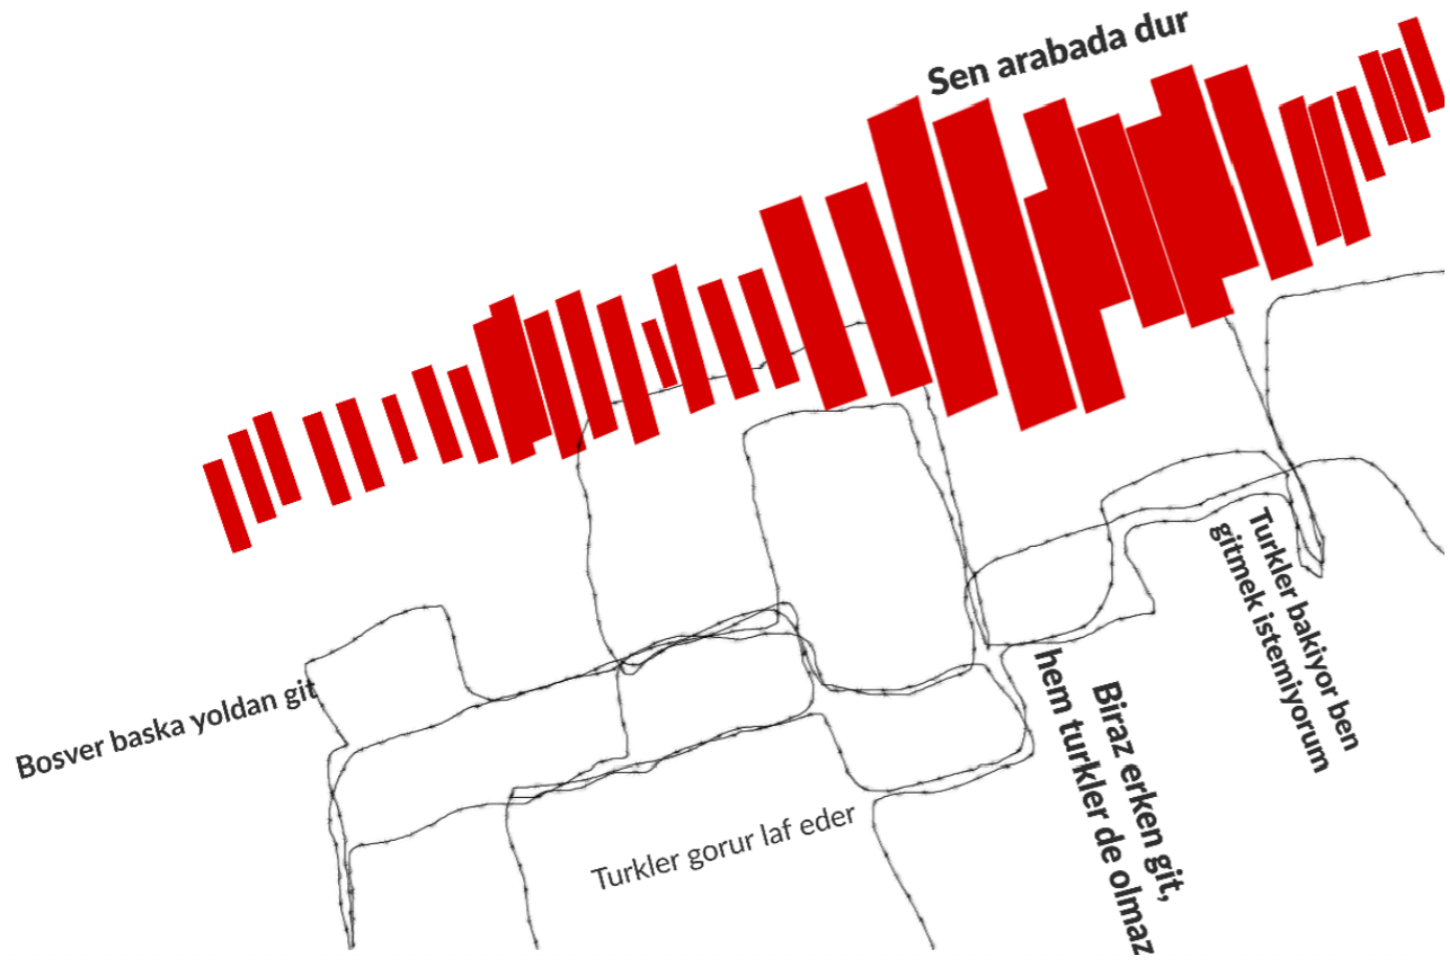 Sen arabada dur
Bosver baska yoldan git
Turkler gorur laf eder
Biraz erken git,
hem turkler de olmaz
Turkler bakiyor ben
gitmek istemiyorum